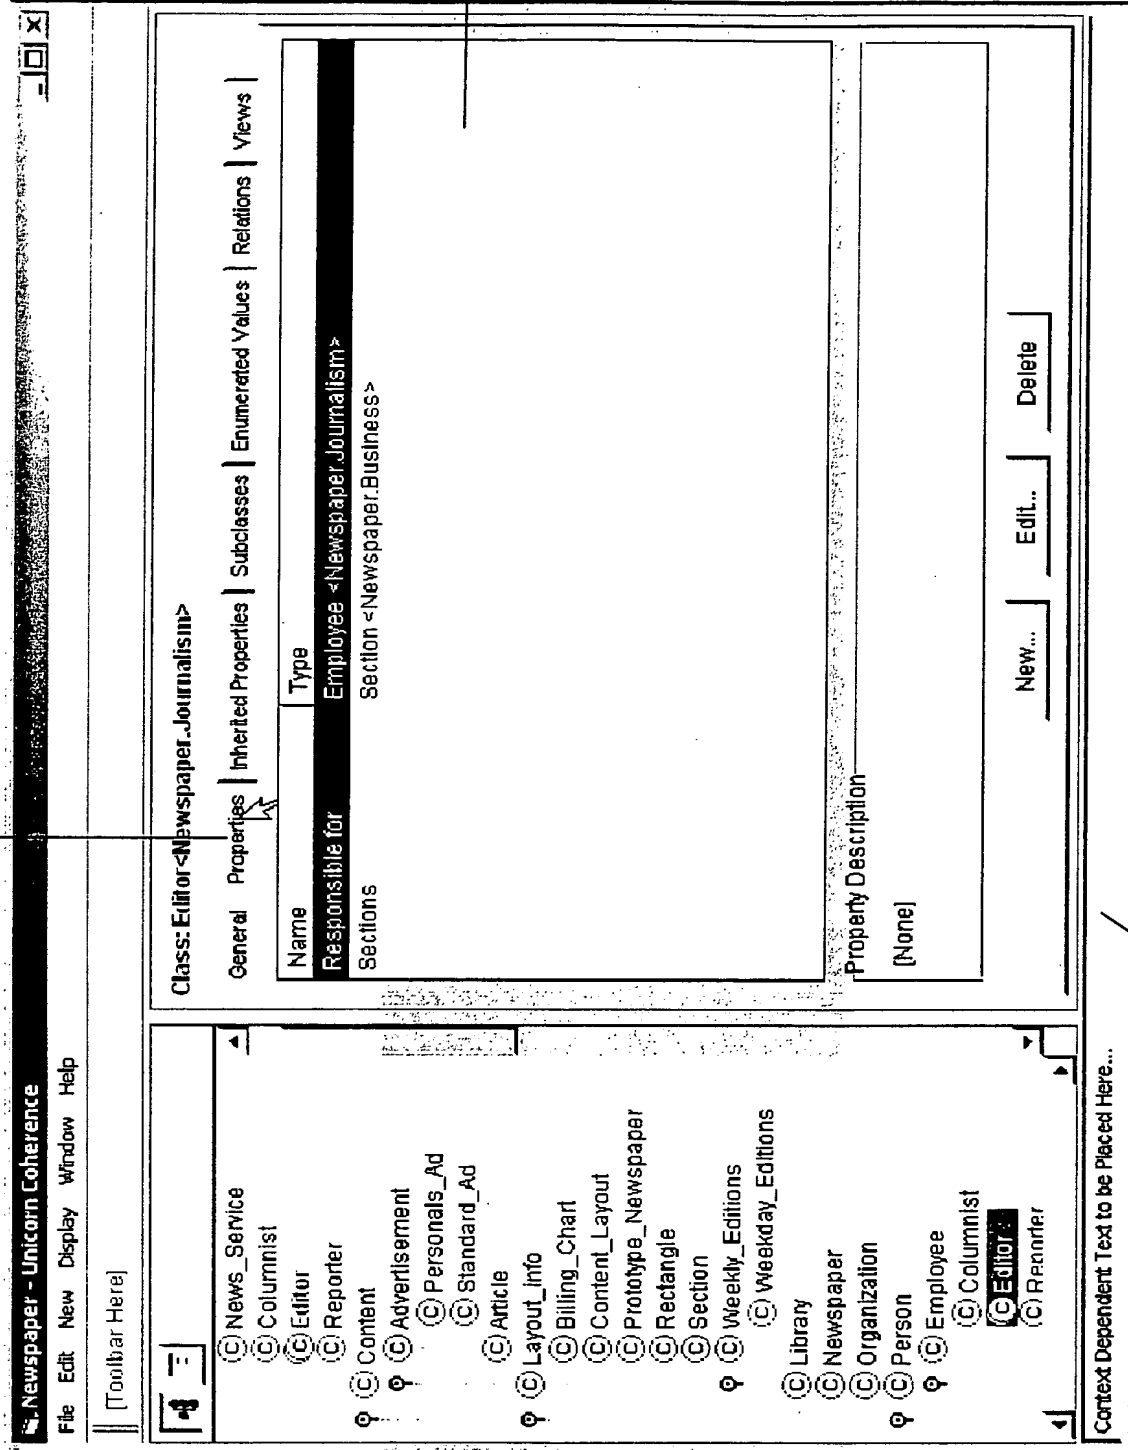 Newspaper - Unicorn Coherence
File Edit New Display Window Help
[Toolbar Here]
News_Service
Columnist
Editor
Reporter
Content
Advertisement
Personals_Ad
Standard_Ad
Article
Layout_Info
Billing_Chart
Content_Layout
Prototype_Newspaper
Rectangle
Section
Weekly_Editions
Weekday_Editions
Library
Newspaper
Organization
Person
Employee
Columnist
Editor
Reporter
Class: Editor<Newspaper.Journalism>
General Properties Inherited Properties Subclasses Enumerated Values Relations Views
Name Type
Responsible for Employee <Newspaper.Journalism>
Sections Section <Newspaper.Business>
Property Description
[None]
New... Edit... Delete
Context Dependent Text to be Placed Here...